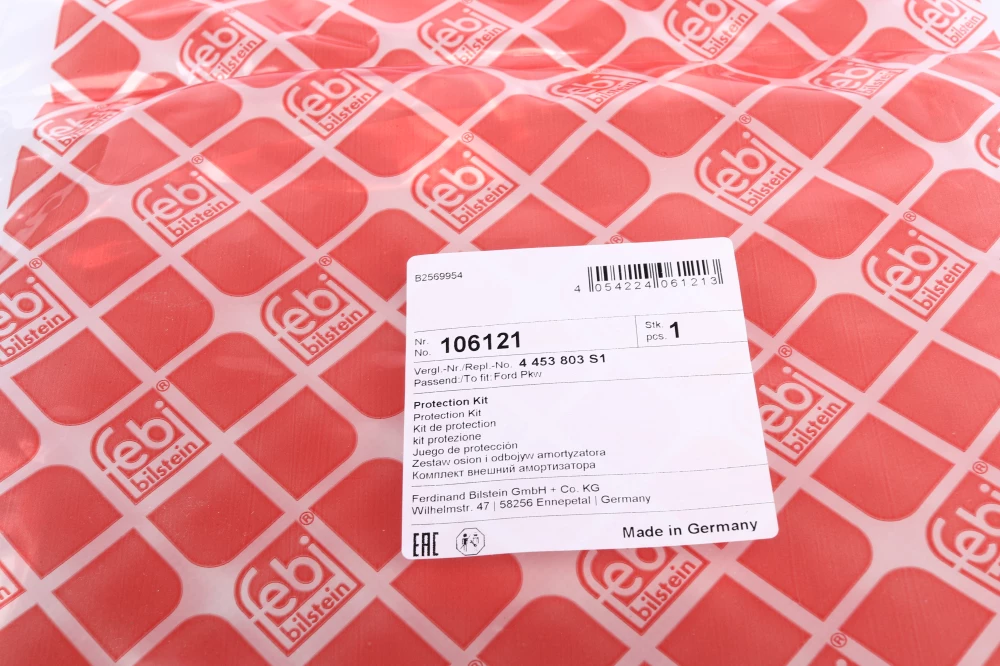 febi bilstein®
B2569954
4 054224 061213
Nr. No. 106121
Stk. pcs. 1
Vergl.-Nr./Repl.-No. 4 453 803 S1
Passend:/To fit: Ford Pkw
Protection Kit
Protection Kit
Kit de protection
kit protezione
Juego de protección
Zestaw osłon i odbojyw amortyzatora
Комплект внешний амортизатора
Ferdinand Bilstein GmbH + Co. KG
Wilhelmstr. 47 | 58256 Ennepetal | Germany
EAC
Made in Germany